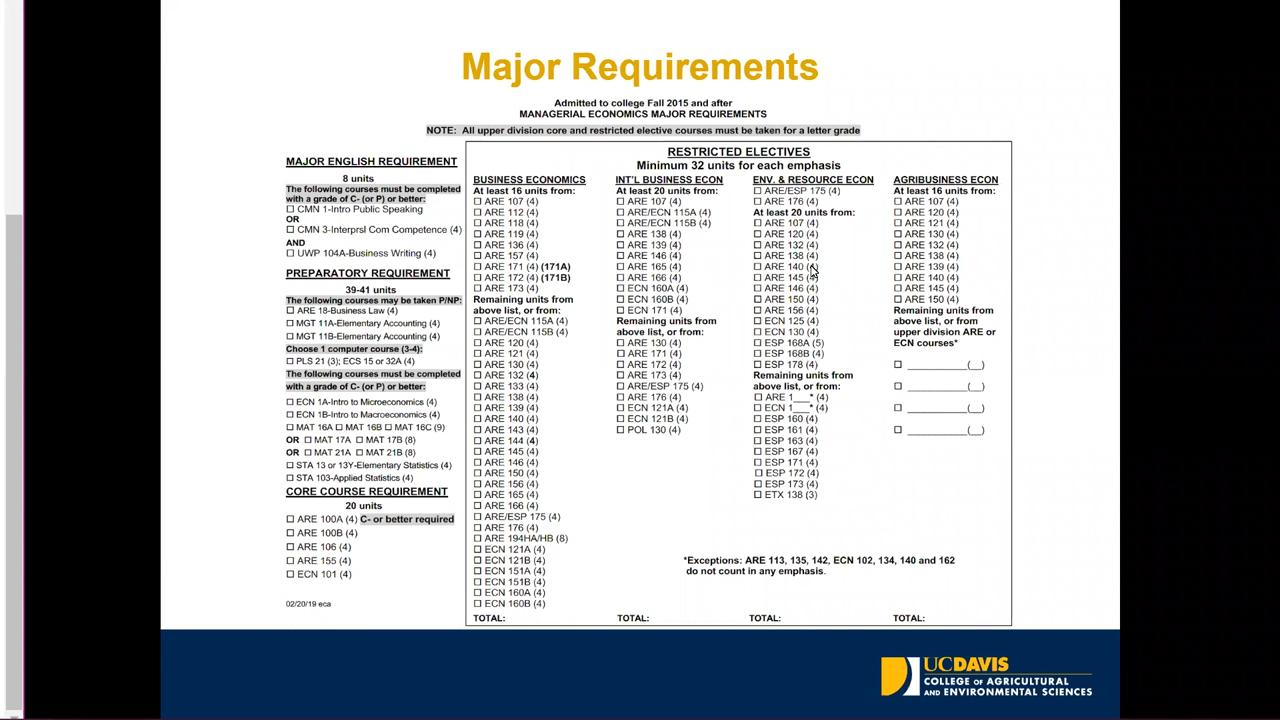 Major Requirements
Admitted to college Fall 2015 and after
MANAGERIAL ECONOMICS MAJOR REQUIREMENTS
NOTE: All upper division core and restricted elective courses must be taken for a letter grade
MAJOR ENGLISH REQUIREMENT
8 units
The following courses must be completed
with a grade of C- (or P) or better:
☐ CMN 1-Intro Public Speaking
OR
☐ CMN 3-Interprsl Com Competence (4)
AND
☐ UWP 104A-Business Writing (4)
PREPARATORY REQUIREMENT
39-41 units
The following courses may be taken P/NP:
☐ ARE 18-Business Law (4)
☐ MGT 11A-Elementary Accounting (4)
☐ MGT 11B-Elementary Accounting (4)
Choose 1 computer course (3-4):
☐ PLS 21 (3); ECS 15 or 32A (4)
The following courses must be completed
with a grade of C- (or P) or better:
☐ ECN 1A-Intro to Microeconomics (4)
☐ ECN 1B-Intro to Macroeconomics (4)
☐ MAT 16A ☐ MAT 16B ☐ MAT 16C (9)
OR ☐ MAT 17A ☐ MAT 17B (8)
OR ☐ MAT 21A ☐ MAT 21B (8)
☐ STA 13 or 13Y-Elementary Statistics (4)
☐ STA 103-Applied Statistics (4)
CORE COURSE REQUIREMENT
20 units
☐ ARE 100A (4) C- or better required
☐ ARE 100B (4)
☐ ARE 106 (4)
☐ ARE 155 (4)
☐ ECN 101 (4)
02/20/19 eca
RESTRICTED ELECTIVES
Minimum 32 units for each emphasis
BUSINESS ECONOMICS
At least 16 units from:
☐ ARE 107 (4)
☐ ARE 112 (4)
☐ ARE 118 (4)
☐ ARE 119 (4)
☐ ARE 136 (4)
☐ ARE 157 (4)
☐ ARE 171 (4) (171A)
☐ ARE 172 (4) (171B)
☐ ARE 173 (4)
Remaining units from
above list, or from:
☐ ARE/ECN 115A (4)
☐ ARE/ECN 115B (4)
☐ ARE 120 (4)
☐ ARE 121 (4)
☐ ARE 130 (4)
☐ ARE 132 (4)
☐ ARE 133 (4)
☐ ARE 138 (4)
☐ ARE 139 (4)
☐ ARE 140 (4)
☐ ARE 143 (4)
☐ ARE 144 (4)
☐ ARE 145 (4)
☐ ARE 146 (4)
☐ ARE 150 (4)
☐ ARE 156 (4)
☐ ARE 165 (4)
☐ ARE 166 (4)
☐ ARE/ESP 175 (4)
☐ ARE 176 (4)
☐ ARE 194HA/HB (8)
☐ ECN 121A (4)
☐ ECN 121B (4)
☐ ECN 151A (4)
☐ ECN 151B (4)
☐ ECN 160A (4)
☐ ECN 160B (4)
TOTAL:
INT'L BUSINESS ECON
At least 20 units from:
☐ ARE 107 (4)
☐ ARE/ECN 115A (4)
☐ ARE/ECN 115B (4)
☐ ARE 138 (4)
☐ ARE 139 (4)
☐ ARE 146 (4)
☐ ARE 165 (4)
☐ ARE 166 (4)
☐ ECN 160A (4)
☐ ECN 160B (4)
☐ ECN 171 (4)
Remaining units from
above list, or from:
☐ ARE 130 (4)
☐ ARE 171 (4)
☐ ARE 172 (4)
☐ ARE 173 (4)
☐ ARE/ESP 175 (4)
☐ ARE 176 (4)
☐ ECN 121A (4)
☐ ECN 121B (4)
☐ POL 130 (4)
TOTAL:
ENV. & RESOURCE ECON
☐ ARE/ESP 175 (4)
☐ ARE 176 (4)
At least 20 units from:
☐ ARE 107 (4)
☐ ARE 120 (4)
☐ ARE 132 (4)
☐ ARE 138 (4)
☐ ARE 140 (4)
☐ ARE 145 (4)
☐ ARE 146 (4)
☐ ARE 150 (4)
☐ ARE 156 (4)
☐ ECN 125 (4)
☐ ECN 130 (4)
☐ ESP 168A (5)
☐ ESP 168B (4)
☐ ESP 178 (4)
Remaining units from
above list, or from:
☐ ARE 1___* (4)
☐ ECN 1___* (4)
☐ ESP 160 (4)
☐ ESP 161 (4)
☐ ESP 163 (4)
☐ ESP 167 (4)
☐ ESP 171 (4)
☐ ESP 172 (4)
☐ ESP 173 (4)
☐ ETX 138 (3)
TOTAL:
AGRIBUSINESS ECON
At least 16 units from:
☐ ARE 107 (4)
☐ ARE 120 (4)
☐ ARE 121 (4)
☐ ARE 130 (4)
☐ ARE 132 (4)
☐ ARE 138 (4)
☐ ARE 139 (4)
☐ ARE 140 (4)
☐ ARE 145 (4)
☐ ARE 150 (4)
Remaining units from
above list, or from
upper division ARE or
ECN courses*
☐ ___________(__)
☐ ___________(__)
☐ ___________(__)
☐ ___________(__)
TOTAL:
*Exceptions: ARE 113, 135, 142, ECN 102, 134, 140 and 162
do not count in any emphasis.
UCDAVIS
COLLEGE OF AGRICULTURAL
AND ENVIRONMENTAL SCIENCES